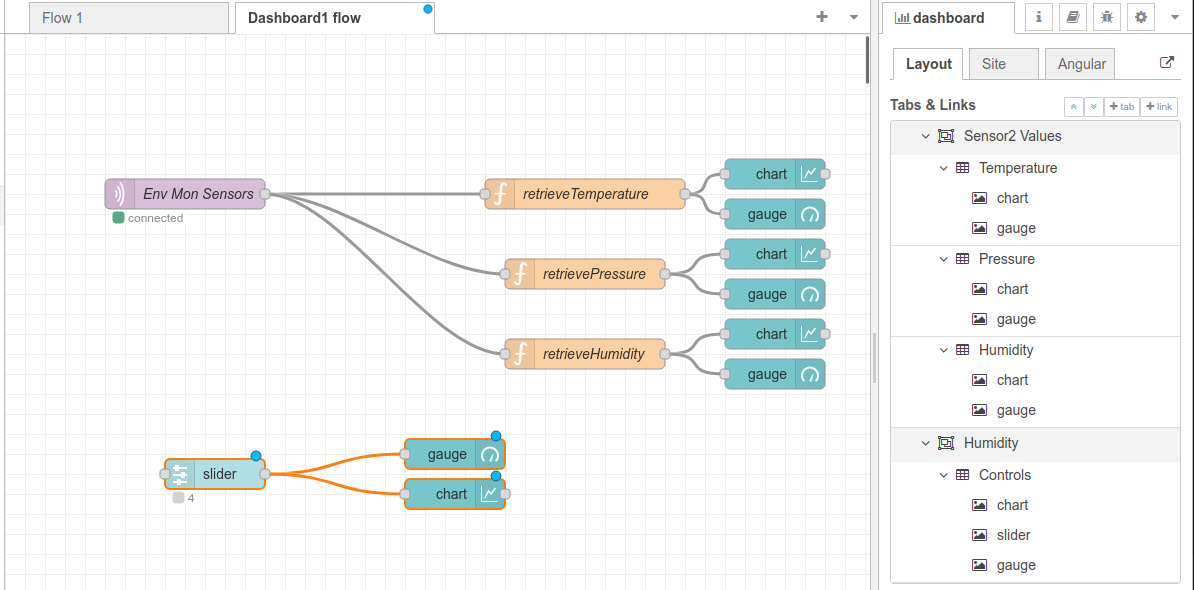 Flow 1
Dashboard1 flow
Env Mon Sensors
connected
retrieveTemperature
chart
gauge
retrievePressure
chart
gauge
retrieveHumidity
chart
gauge
slider
4
gauge
chart
dashboard
Layout
Site
Angular
Tabs & Links
tab
link
Sensor2 Values
Temperature
chart
gauge
Pressure
chart
gauge
Humidity
chart
gauge
Humidity
Controls
chart
slider
gauge